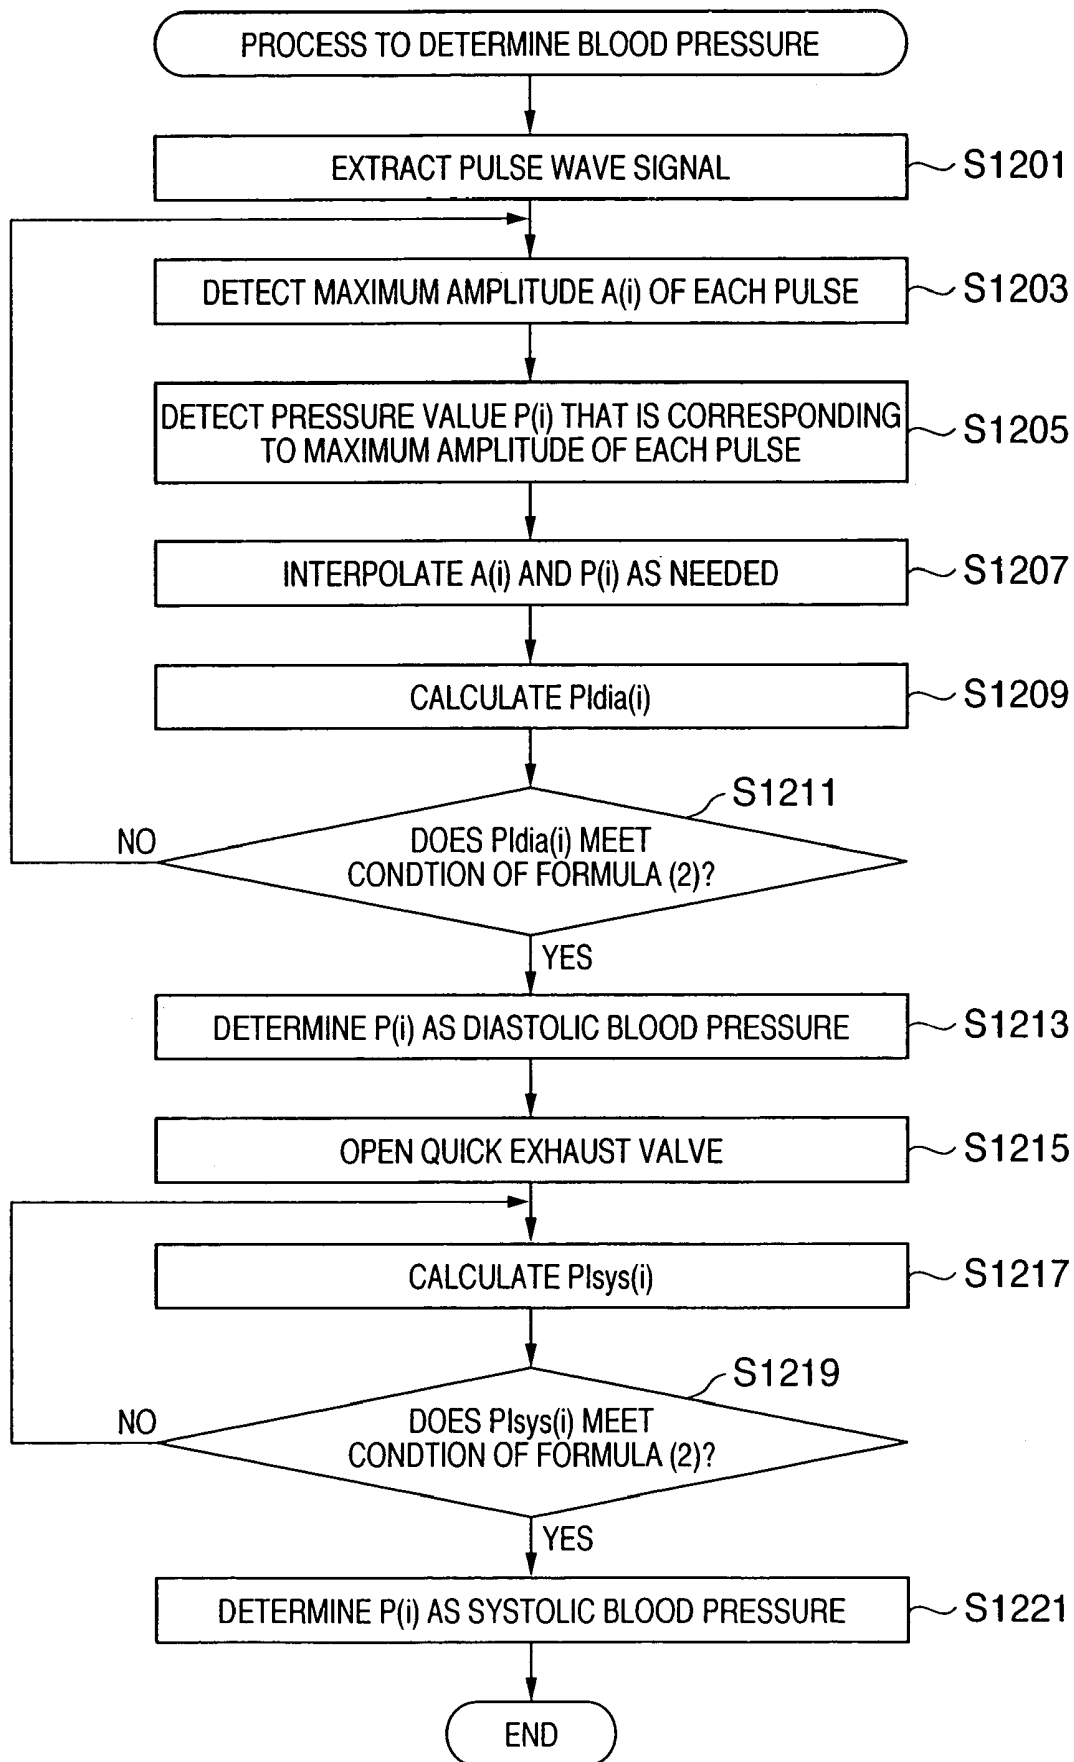 PROCESS TO DETERMINE BLOOD PRESSURE
EXTRACT PULSE WAVE SIGNAL
S1201
DETECT MAXIMUM AMPLITUDE A(i) OF EACH PULSE
S1203
DETECT PRESSURE VALUE P(i) THAT IS CORRESPONDING
TO MAXIMUM AMPLITUDE OF EACH PULSE
S1205
INTERPOLATE A(i) AND P(i) AS NEEDED
S1207
CALCULATE PIdia(i)
S1209
S1211
NO
DOES PIdia(i) MEET
CONDTION OF FORMULA (2)?
YES
DETERMINE P(i) AS DIASTOLIC BLOOD PRESSURE
S1213
OPEN QUICK EXHAUST VALVE
S1215
CALCULATE PIsys(i)
S1217
S1219
NO
DOES PIsys(i) MEET
CONDTION OF FORMULA (2)?
YES
DETERMINE P(i) AS SYSTOLIC BLOOD PRESSURE
S1221
END